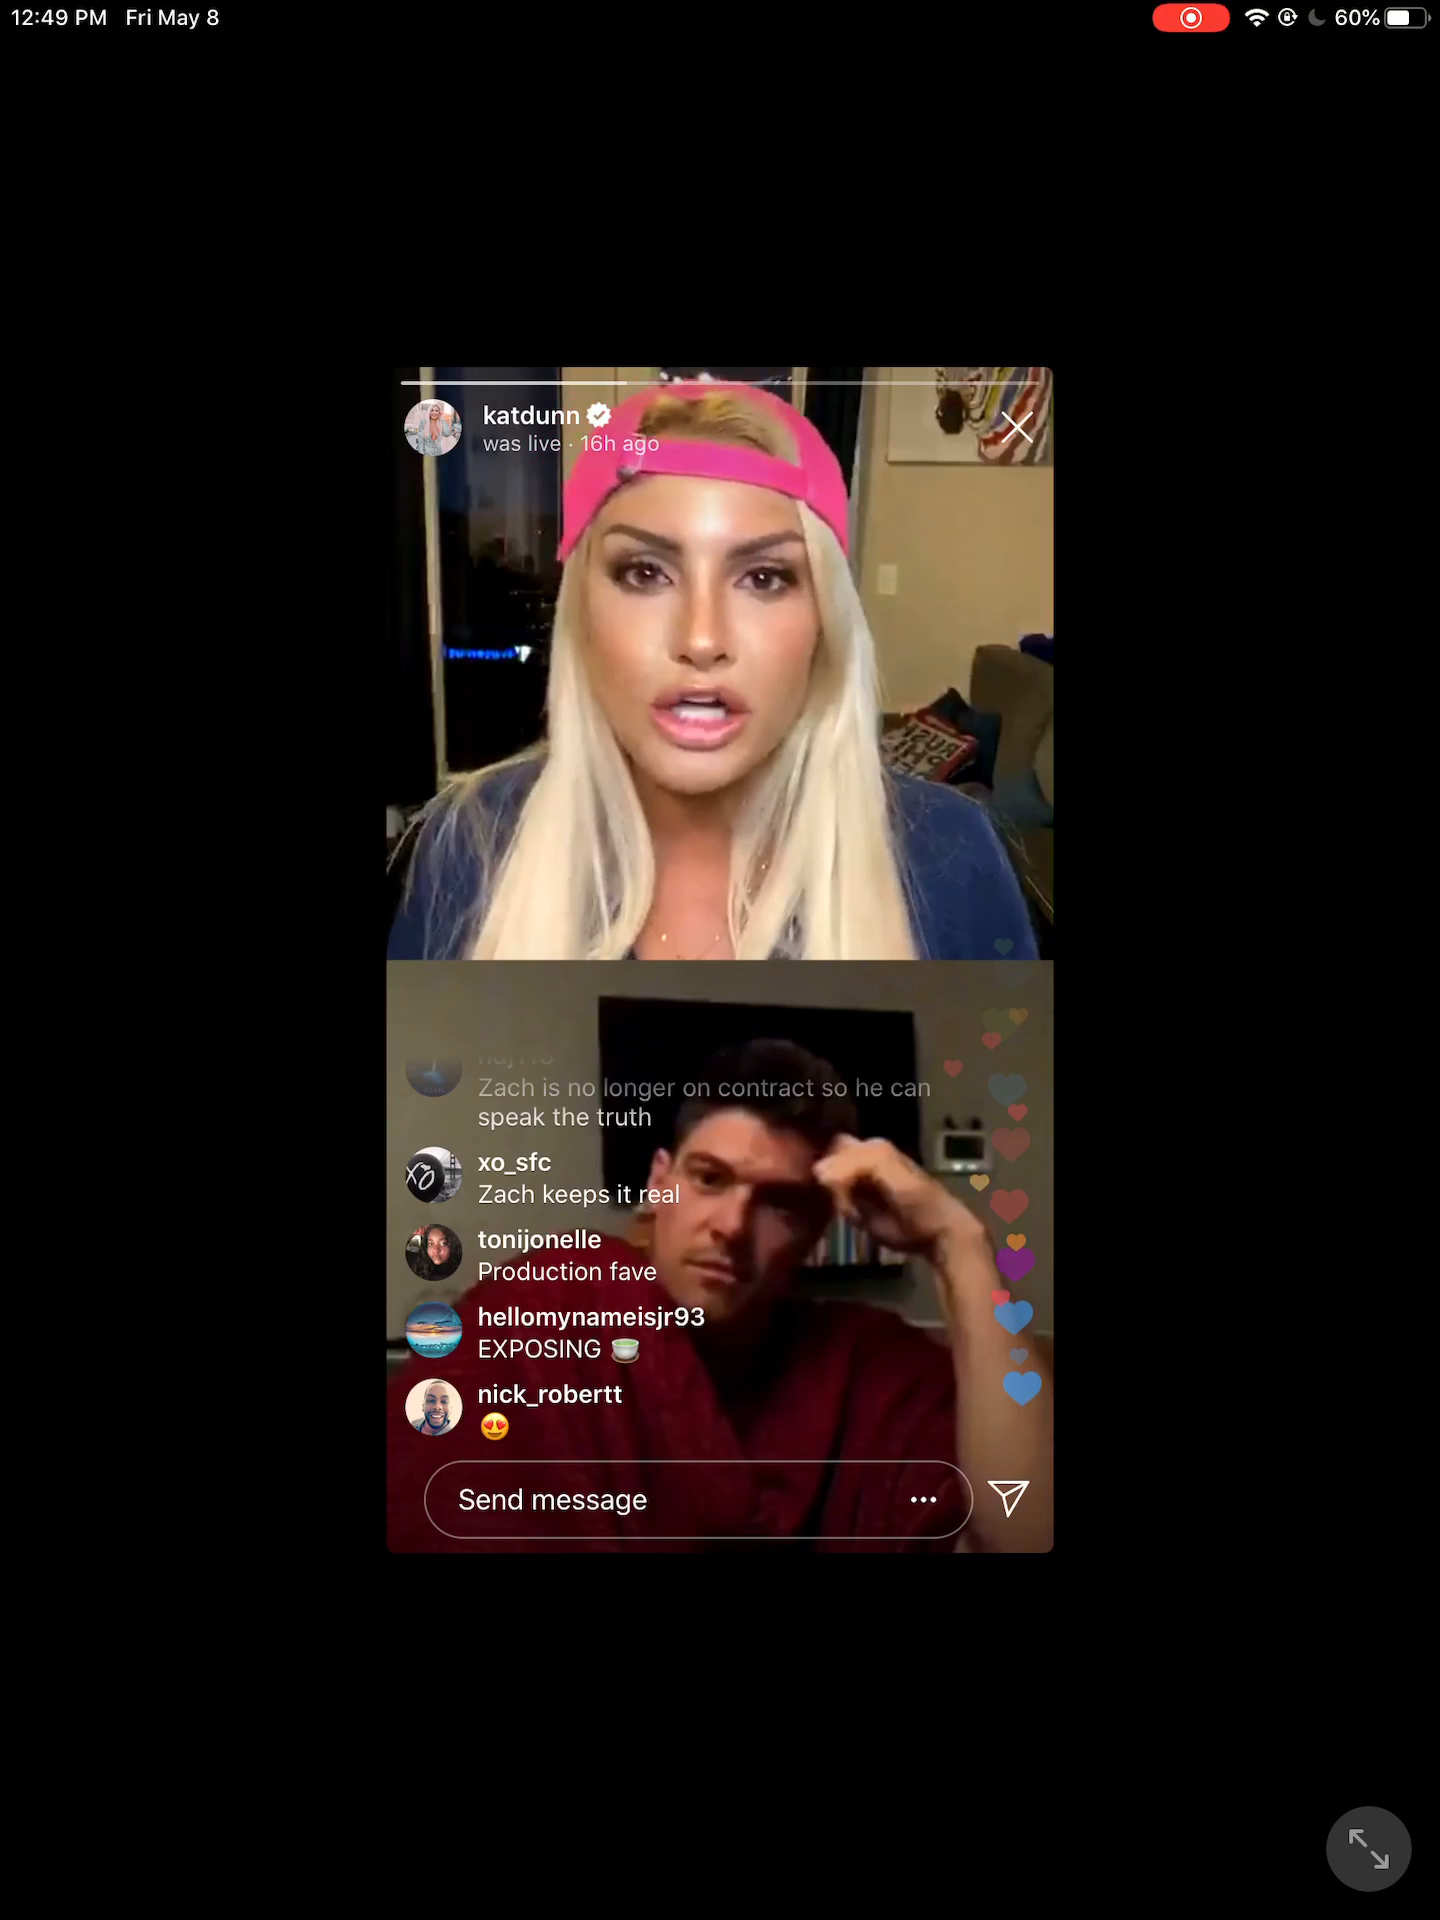 12:49 PM Fri May 8
60%
katdunn
was live · 16h ago
Zach is no longer on contract so he can
speak the truth
xo_sfc
Zach keeps it real
tonijonelle
Production fave
hellomynameisjr93
EXPOSING 🍵
nick_robertt
😍
Send message